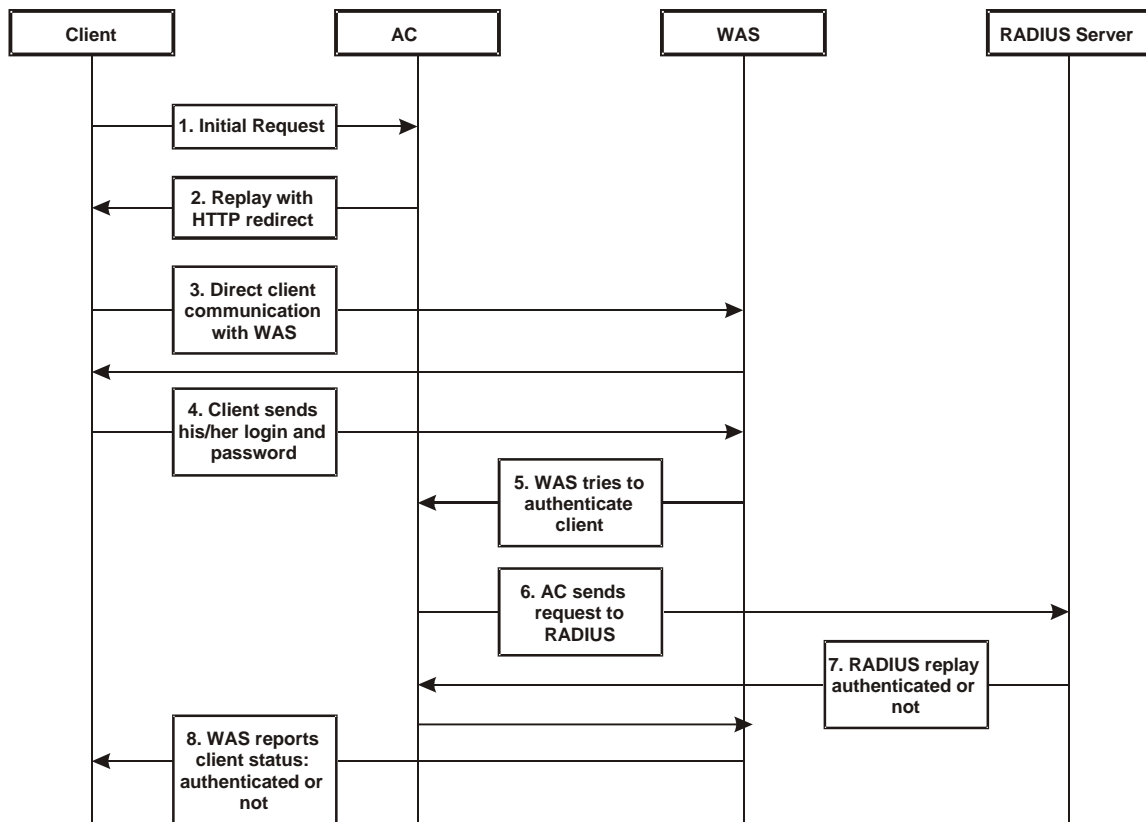 Client
AC
WAS
RADIUS Server
1. Initial Request
2. Replay with
HTTP redirect
3. Direct client
communication
with WAS
4. Client sends
his/her login and
password
5. WAS tries to
authenticate
client
6. AC sends
request to
RADIUS
7. RADIUS replay
authenticated or
not
8. WAS reports
client status:
authenticated or
not